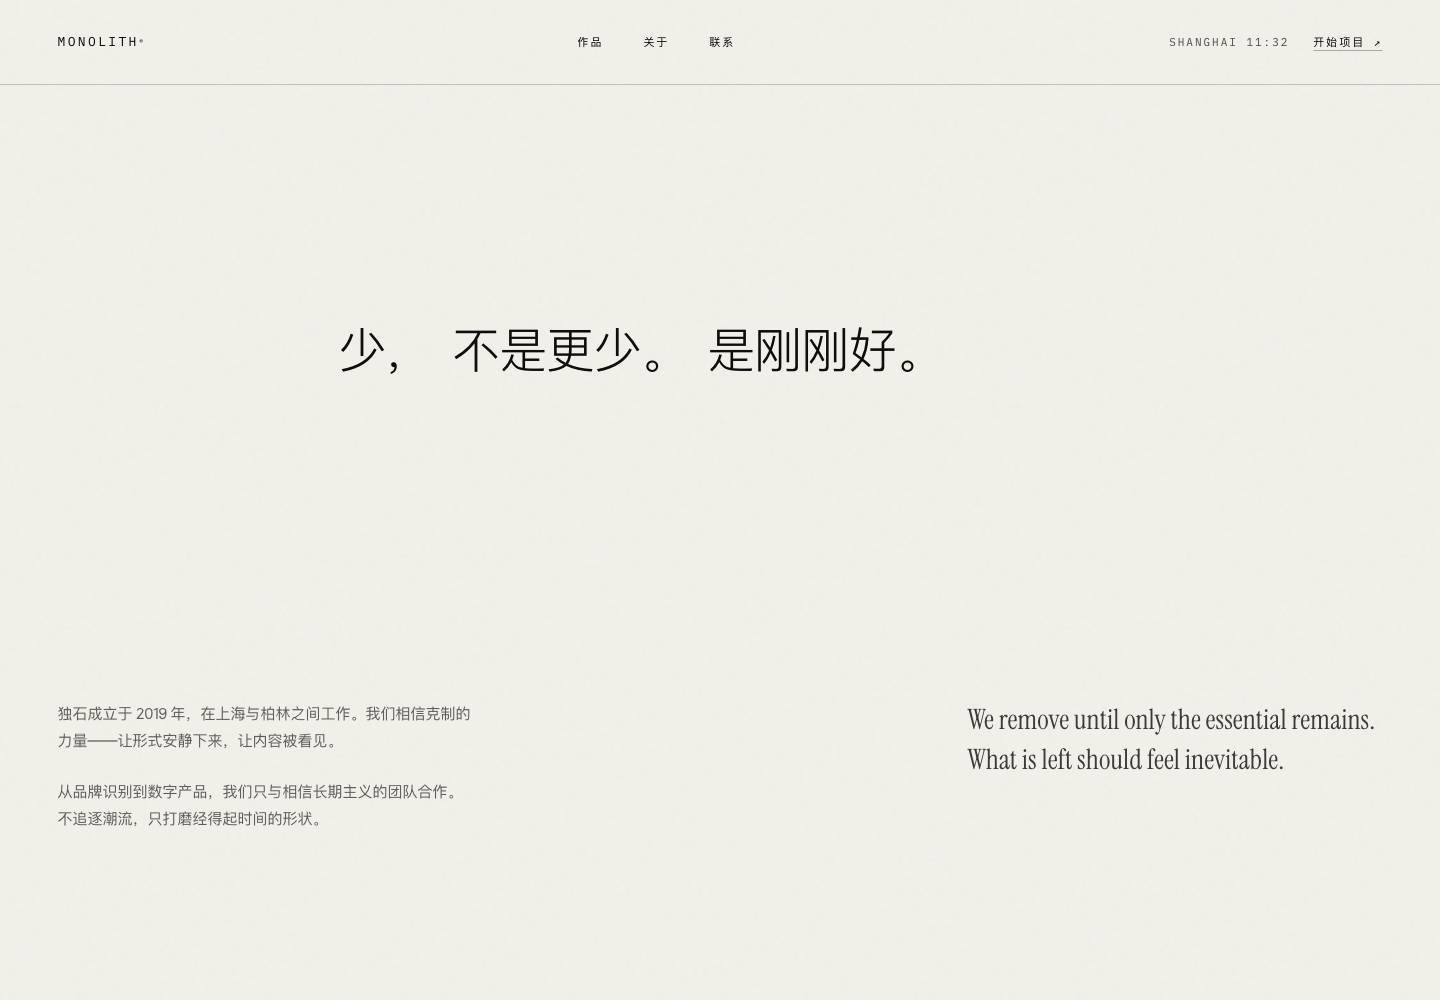 MONOLITH®
作品 关于 联系
SHANGHAI 11:32 开始项目 ↗
少， 不是更少。 是刚刚好。
独石成立于 2019 年，在上海与柏林之间工作。我们相信克制的
力量——让形式安静下来，让内容被看见。
从品牌识别到数字产品，我们只与相信长期主义的团队合作。
不追逐潮流，只打磨经得起时间的形状。
We remove until only the essential remains.
What is left should feel inevitable.